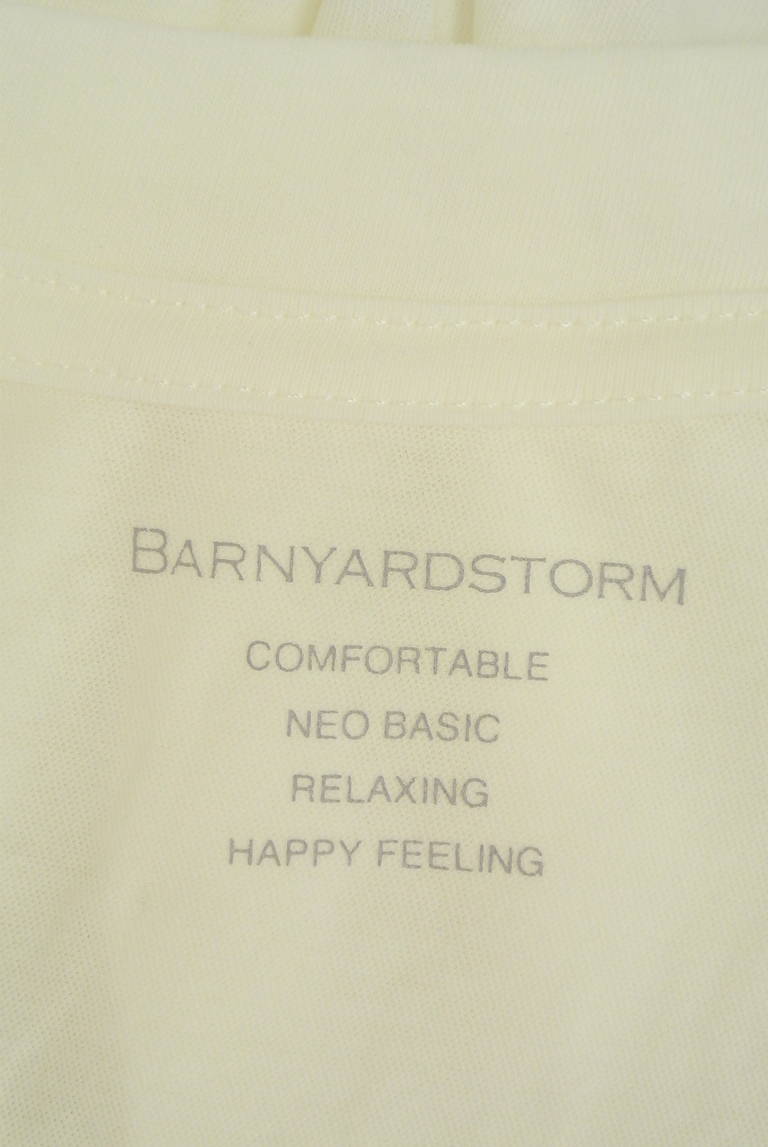 BARNYARDSTORM
COMFORTABLE
NEO BASIC
RELAXING
HAPPY FEELING